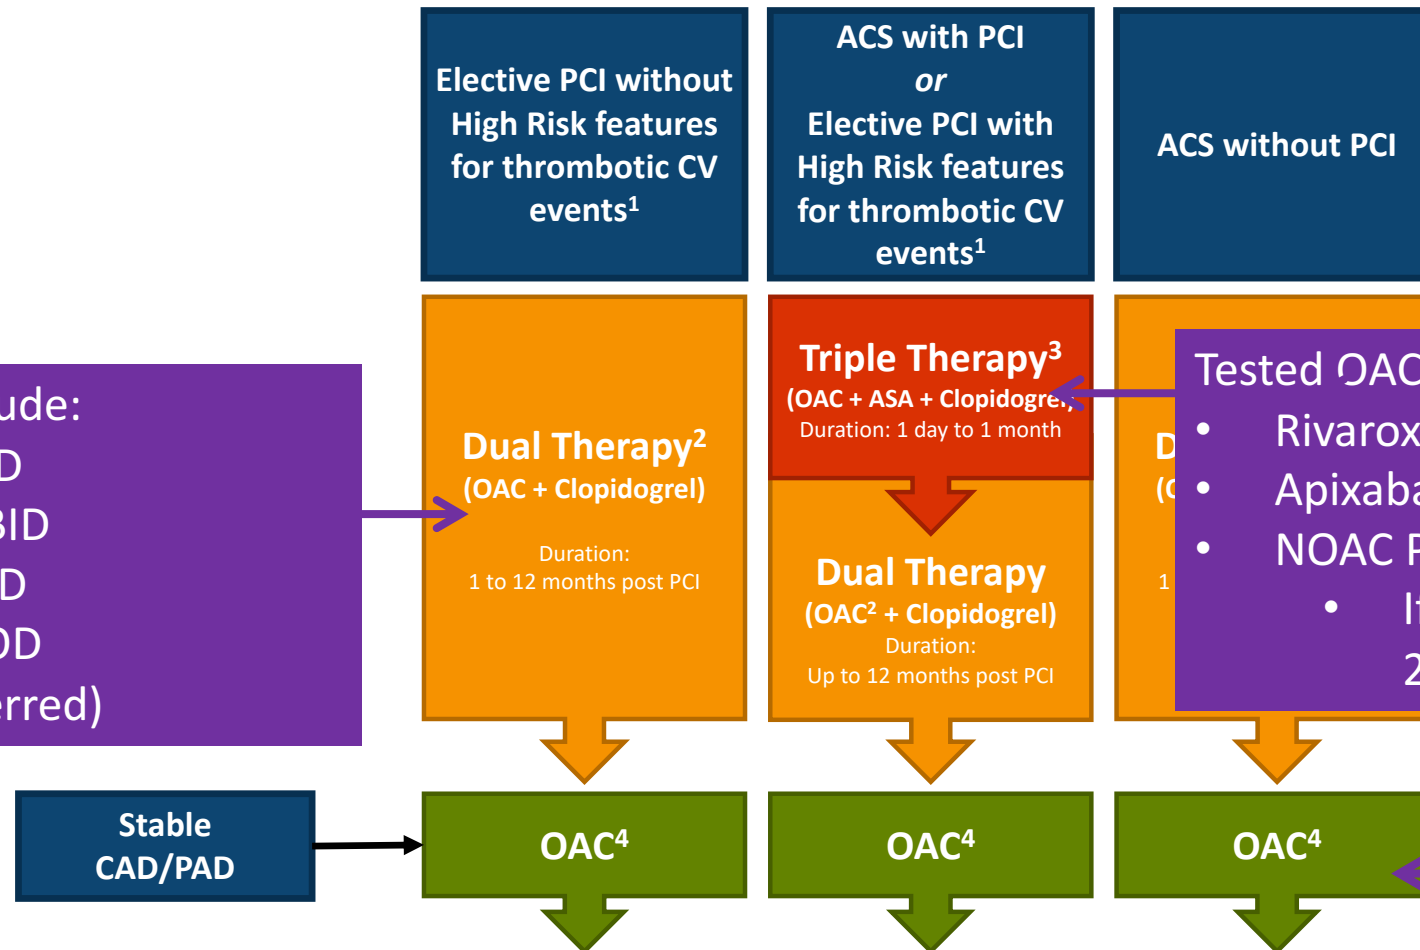 Elective PCI without
High Risk features
for thrombotic CV
events¹
ACS with PCI
or
Elective PCI with
High Risk features
for thrombotic CV
events¹
ACS without PCI
ude:
D
BID
D
OD
erred)
Dual Therapy²
(OAC + Clopidogrel)
Duration:
1 to 12 months post PCI
Triple Therapy³
(OAC + ASA + Clopidogrel)
Duration: 1 day to 1 month
Dual Therapy
(OAC² + Clopidogrel)
Duration:
Up to 12 months post PCI
D
(O
1
Tested OAC
• Rivarox
• Apixaba
• NOAC P
• If
2
Stable
CAD/PAD
OAC⁴
OAC⁴
OAC⁴